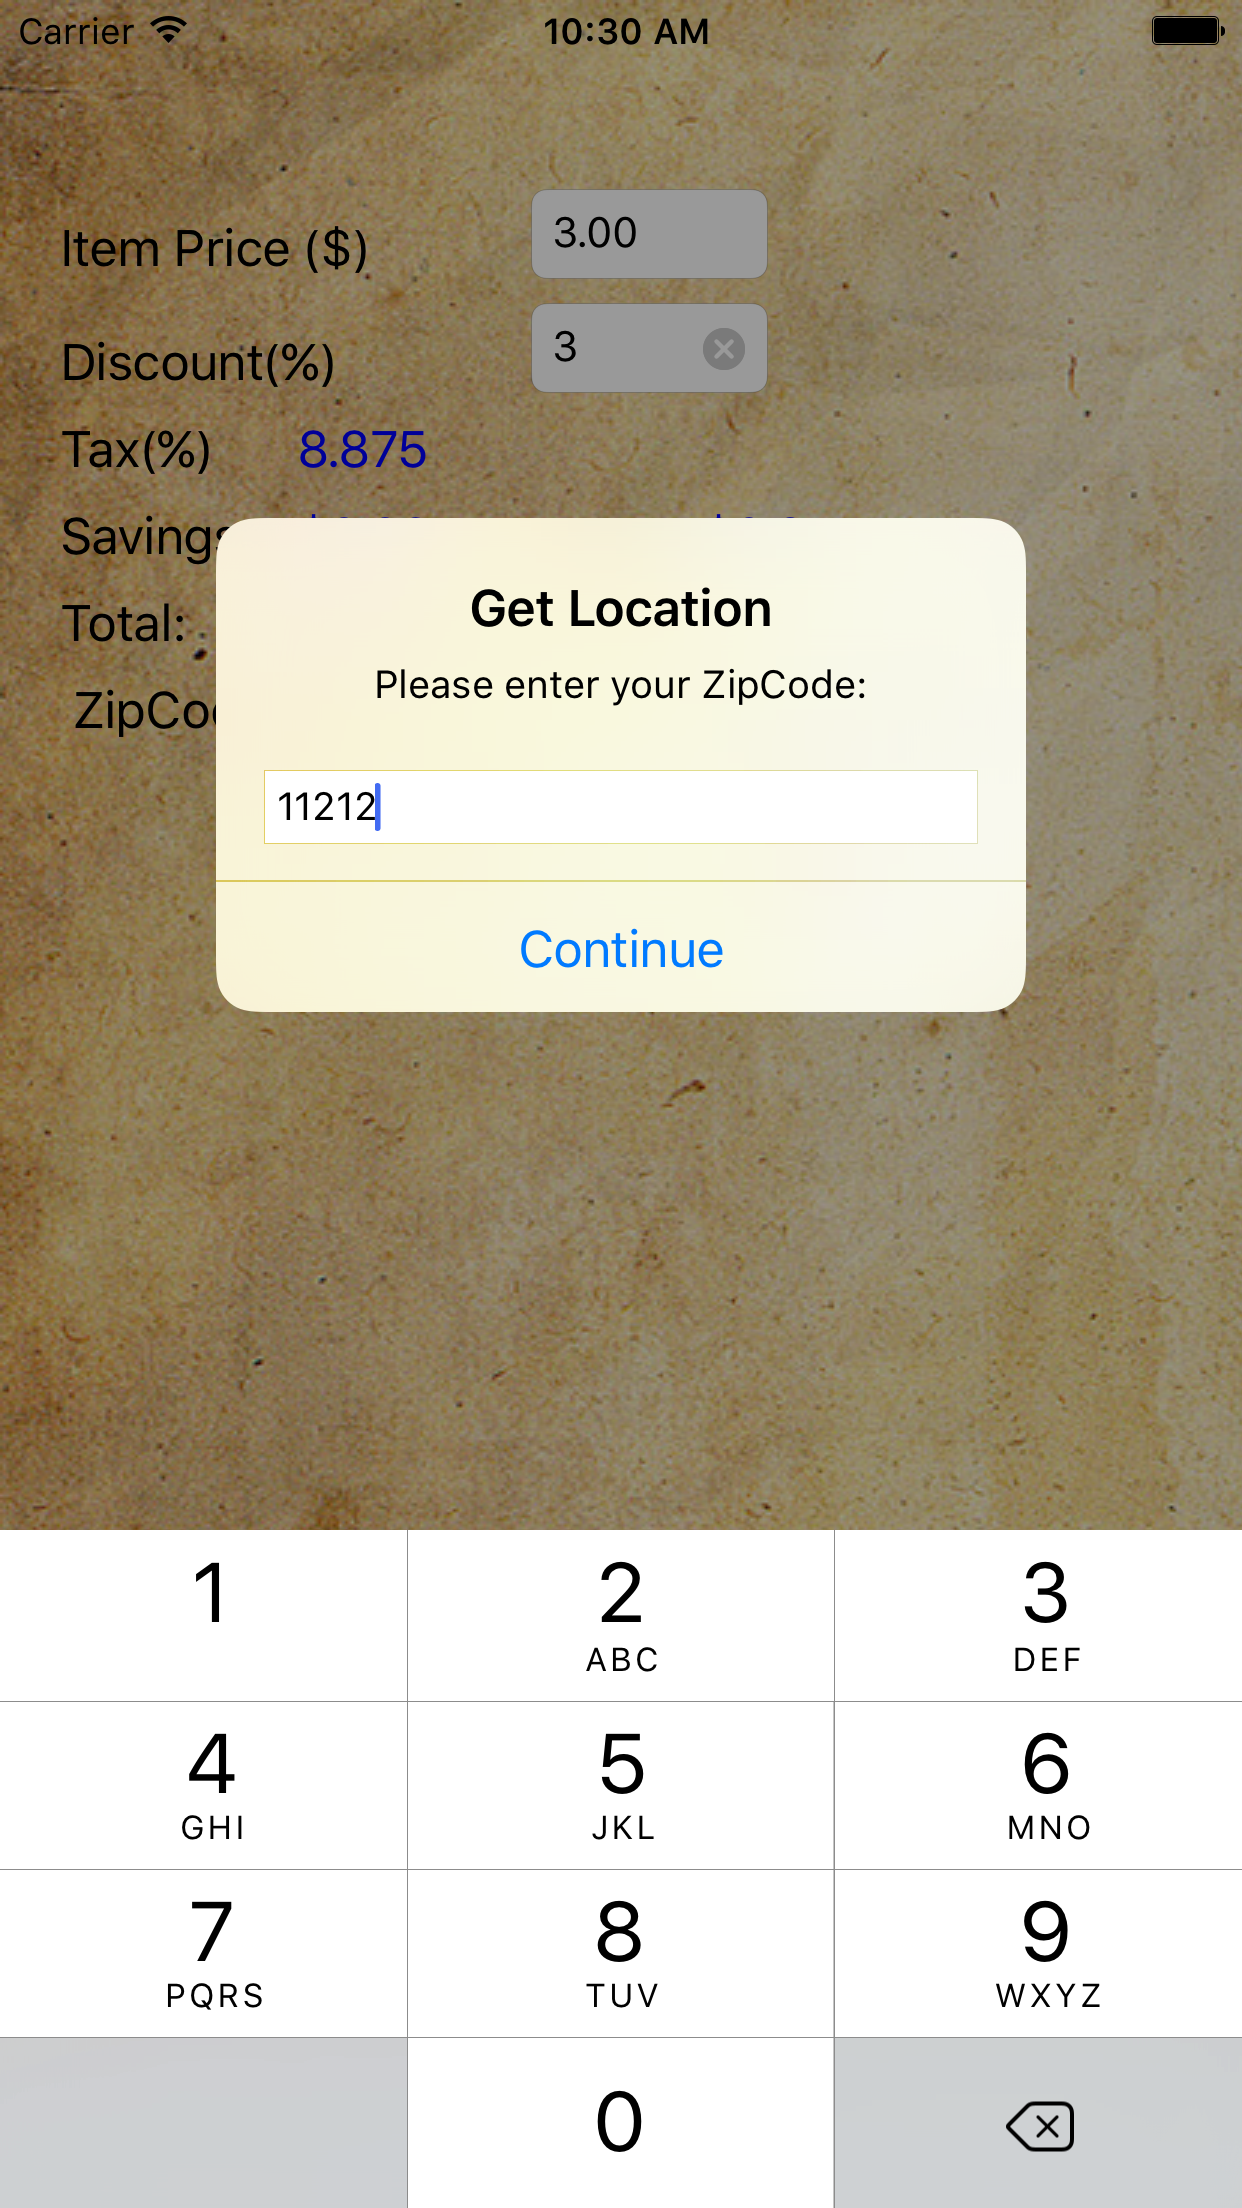 Carrier 10:30 AM
Item Price ($) 3.00
Discount(%) 3
Tax(%) 8.875
Total:
Get Location
Please enter your ZipCode:
11212
Continue
1 2 3
ABC DEF
4 5 6
GHI JKL MNO
7 8 9
PQRS TUV WXYZ
0